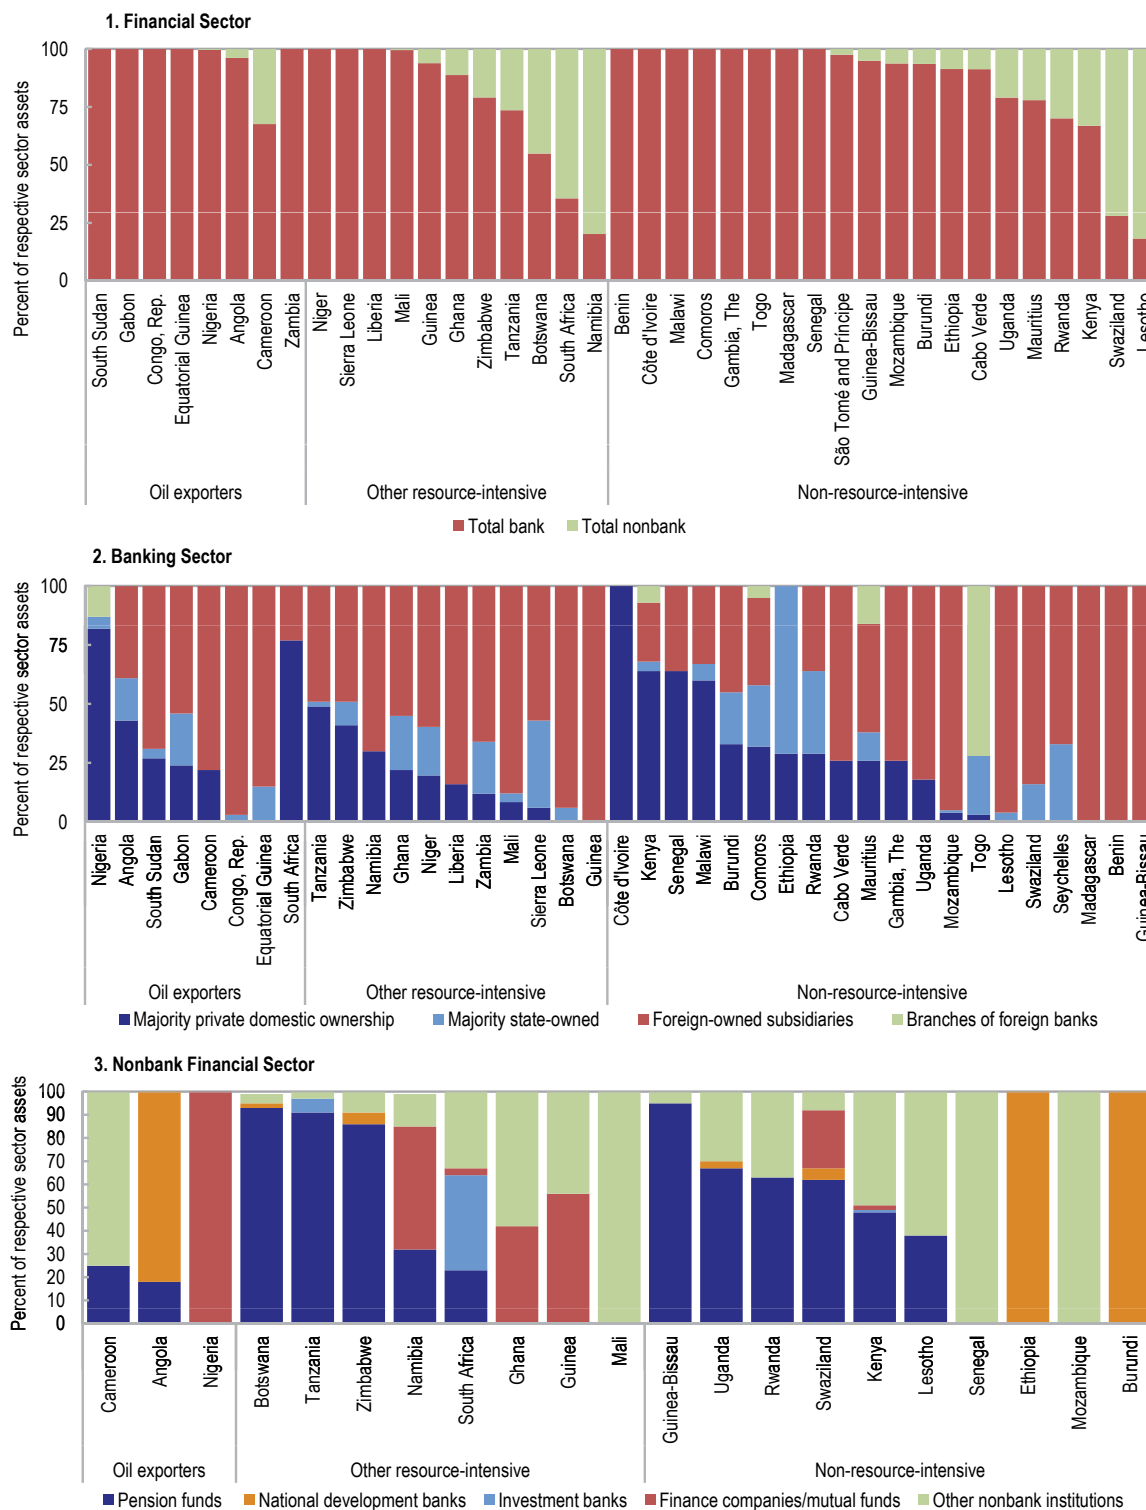 1. Financial Sector
Percent of respective sector assets
100
75
50
25
0
South Sudan
Gabon
Congo, Rep.
Equatorial Guinea
Nigeria
Angola
Cameroon
Zambia
Niger
Sierra Leone
Liberia
Mali
Guinea
Ghana
Zimbabwe
Tanzania
Botswana
South Africa
Namibia
Benin
Côte d'Ivoire
Malawi
Comoros
Gambia, The
Togo
Madagascar
Senegal
São Tomé and Príncipe
Guinea-Bissau
Mozambique
Burundi
Ethiopia
Cabo Verde
Uganda
Mauritius
Rwanda
Kenya
Swaziland
Lesotho
Oil exporters
Other resource-intensive
Non-resource-intensive
Total bank
Total nonbank
2. Banking Sector
Percent of respective sector assets
100
75
50
25
0
Nigeria
Angola
South Sudan
Gabon
Cameroon
Congo, Rep.
Equatorial Guinea
South Africa
Tanzania
Zimbabwe
Namibia
Ghana
Niger
Liberia
Zambia
Mali
Sierra Leone
Botswana
Guinea
Côte d'Ivoire
Kenya
Senegal
Malawi
Burundi
Comoros
Ethiopia
Rwanda
Cabo Verde
Mauritius
Gambia, The
Uganda
Mozambique
Togo
Lesotho
Swaziland
Seychelles
Madagascar
Benin
Guinea-Bissau
Oil exporters
Other resource-intensive
Non-resource-intensive
Majority private domestic ownership
Majority state-owned
Foreign-owned subsidiaries
Branches of foreign banks
3. Nonbank Financial Sector
Percent of respective sector assets
100
90
80
70
60
50
40
30
20
10
0
Cameroon
Angola
Nigeria
Botswana
Tanzania
Zimbabwe
Namibia
South Africa
Ghana
Guinea
Mali
Guinea-Bissau
Uganda
Rwanda
Swaziland
Kenya
Lesotho
Senegal
Ethiopia
Mozambique
Burundi
Oil exporters
Other resource-intensive
Non-resource-intensive
Pension funds
National development banks
Investment banks
Finance companies/mutual funds
Other nonbank institutions